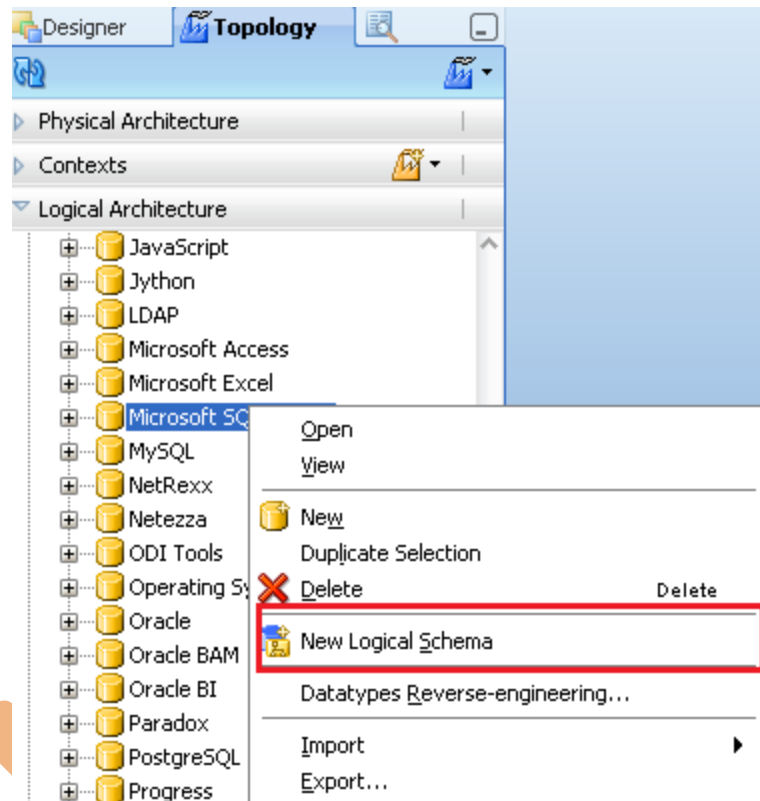 Designer Topology
Physical Architecture
Contexts
Logical Architecture
JavaScript
Jython
LDAP
Microsoft Access
Microsoft Excel
Microsoft SQ
MySQL
NetRexx
Netezza
ODI Tools
Operating Sy
Oracle
Oracle BAM
Oracle BI
Paradox
PostgreSQL
Progress
Open
View
New
Duplicate Selection
Delete Delete
New Logical Schema
Datatypes Reverse-engineering...
Import
Export...